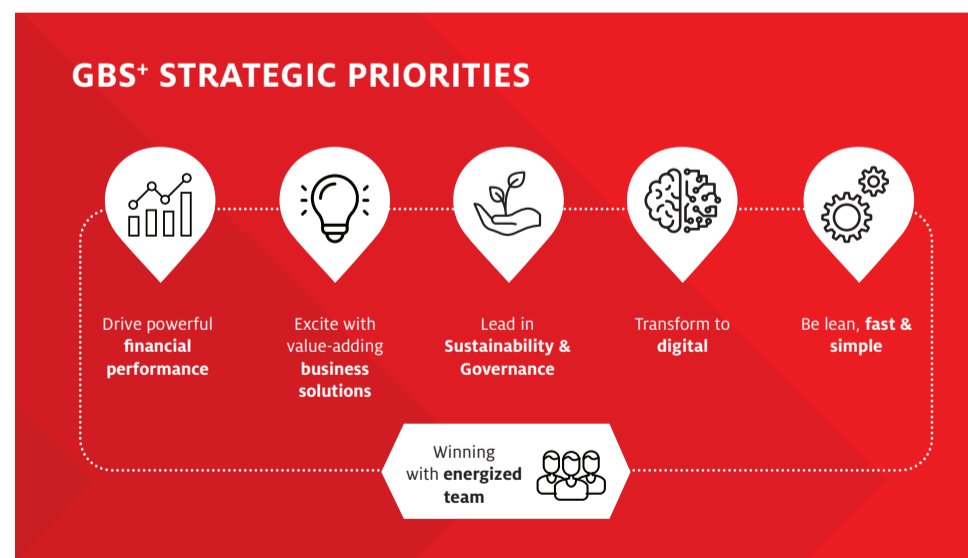 GBS⁺ STRATEGIC PRIORITIES
Drive powerful
financial
performance
Excite with
value-adding
business
solutions
Lead in
Sustainability &
Governance
Transform to
digital
Be lean, fast &
simple
Winning
with energized
team